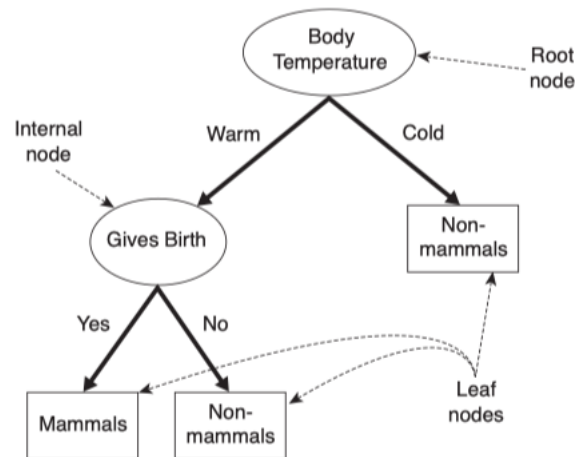 Body
Temperature
Root
node
Internal
node
Warm
Cold
Gives Birth
Non-
mammals
Yes
No
Mammals
Non-
mammals
Leaf
nodes